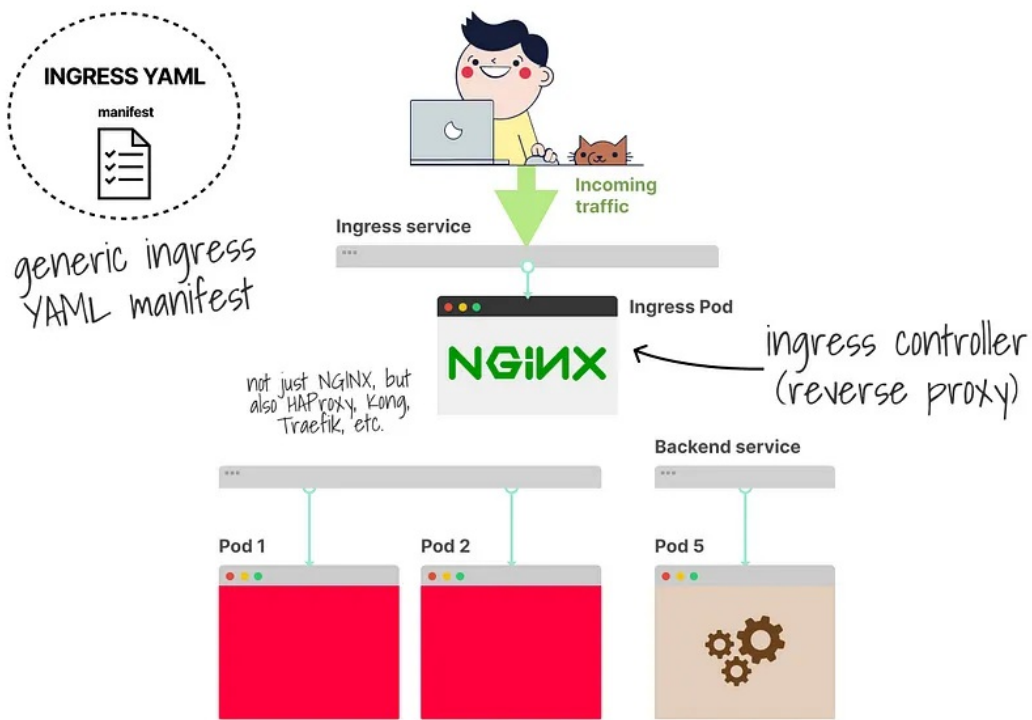 INGRESS YAML
manifest
generic ingress
YAML manifest
Incoming
traffic
Ingress service
Ingress Pod
NGINX
ingress controller
(reverse proxy)
not just NGINX, but
also HAProxy, Kong,
Traefik, etc.
Backend service
Pod 1
Pod 2
Pod 5